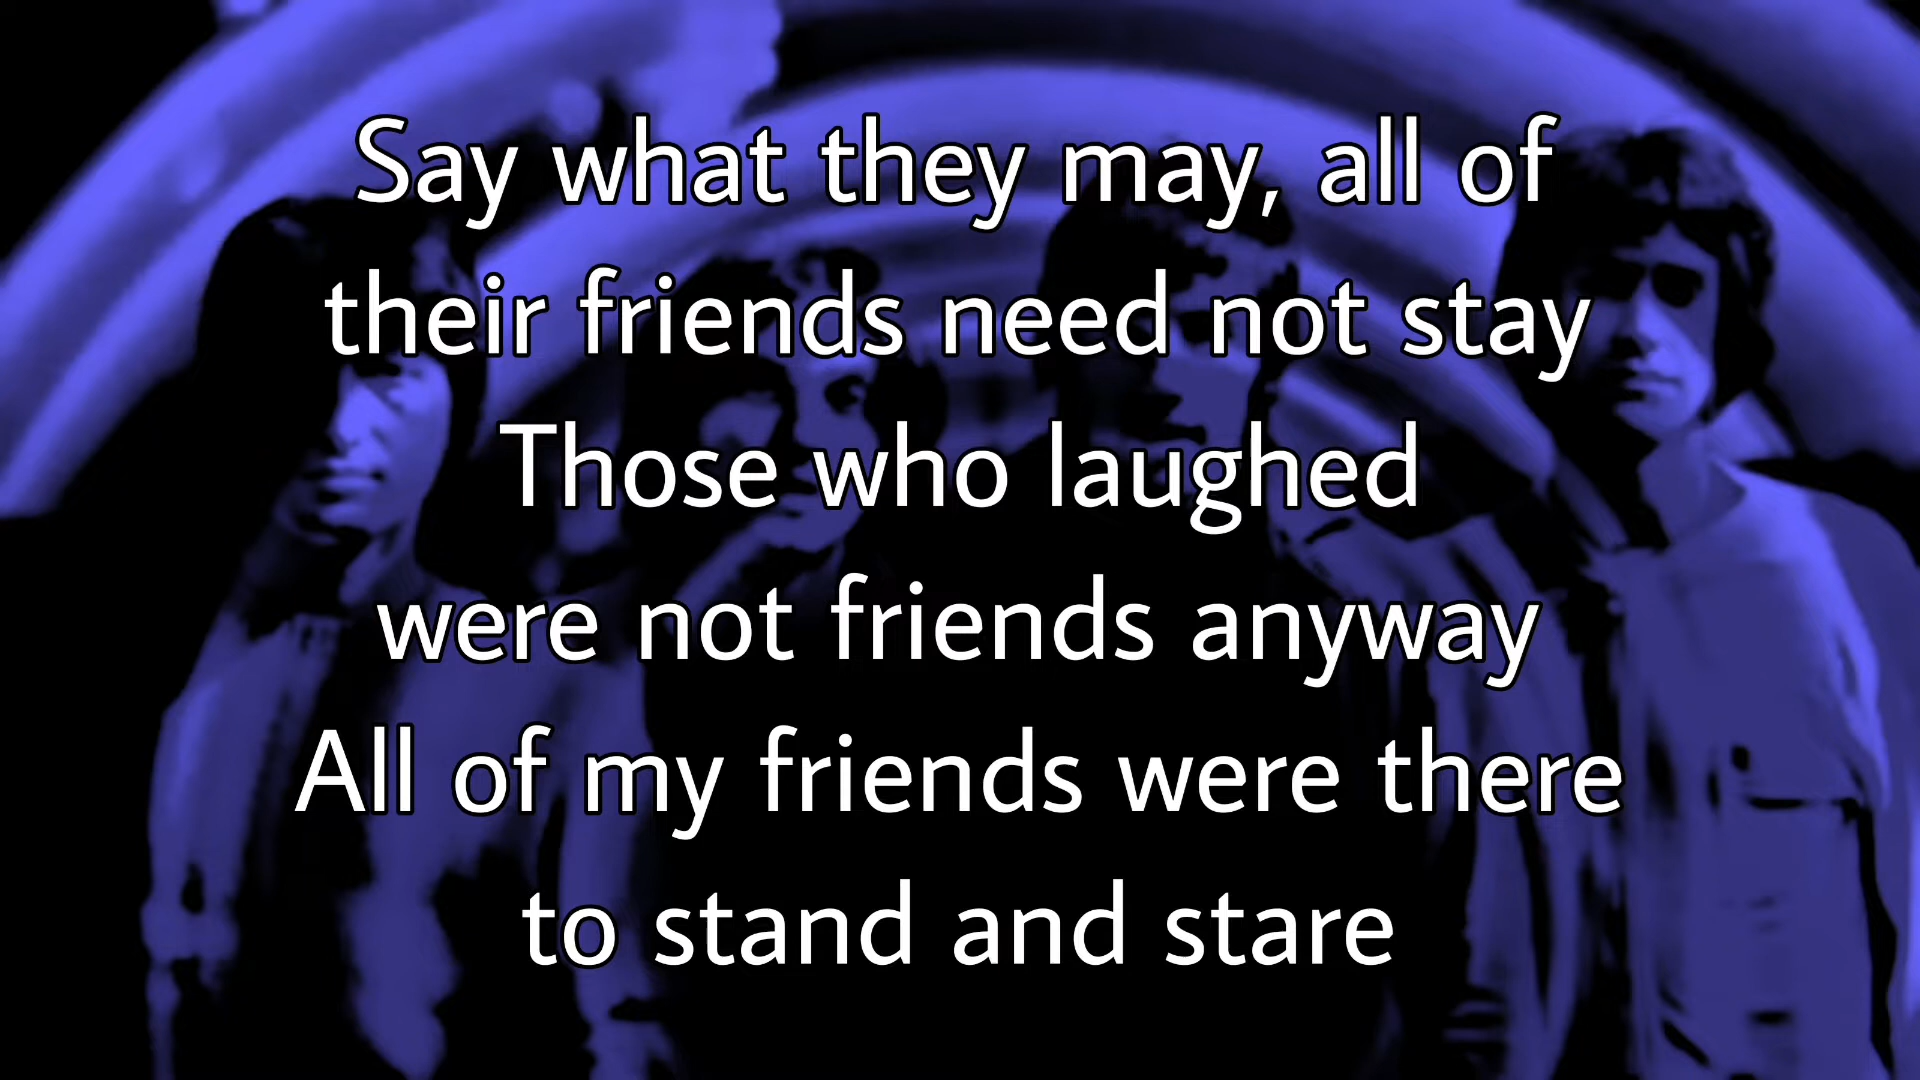 Say what they may, all of
their friends need not stay
Those who laughed
were not friends anyway
All of my friends were there
to stand and stare